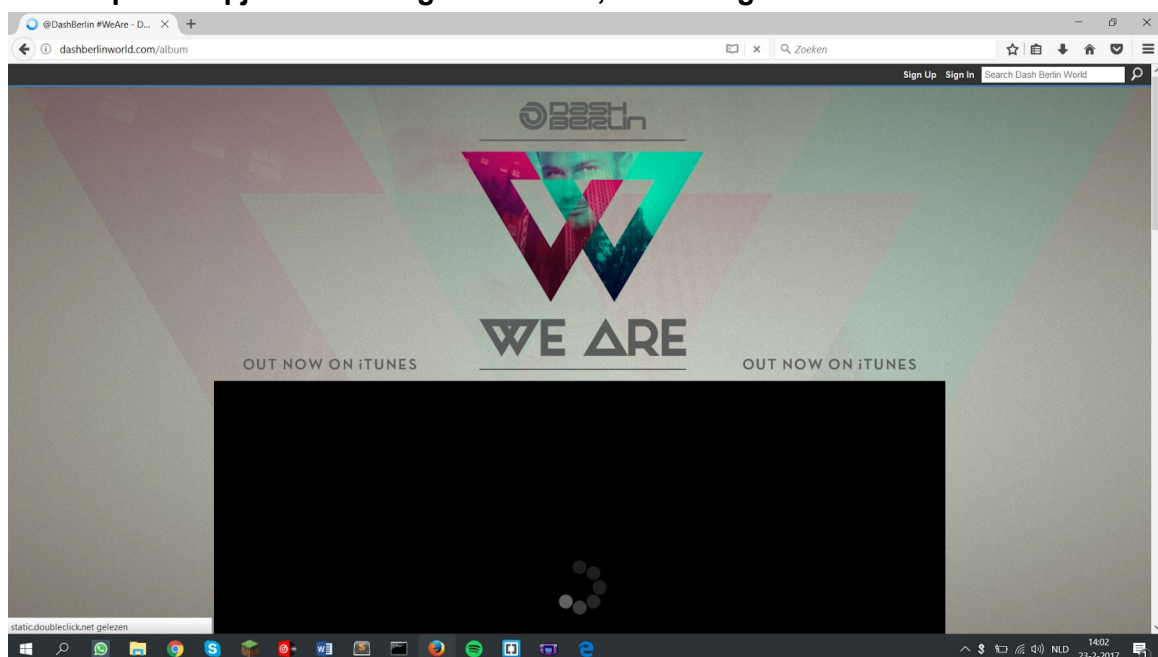 @DashBerlin #WeAre - D...
dashberlinworld.com/album
Zoeken
Sign Up Sign In Search Dash Berlin World
DASH
BERLIN
WE ARE
OUT NOW ON iTUNES
OUT NOW ON iTUNES
static.doubleclick.net gelezen
NLD
14:02
23-2-2017